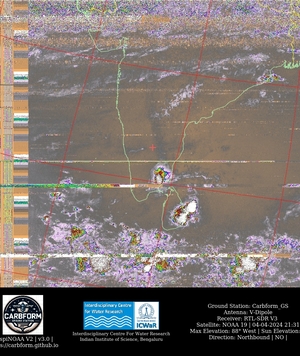 CARBFORM
spiNOAA V2 | v3.0 |
s://carbform.github.io
Interdisciplinary Centre
for Water Research
ICWaR
Interdisciplinary Centre For Water Research
Indian Institute of Science, Bengaluru
Ground Station: Carbform_GS
Antenna: V-Dipole
Receiver: RTL-SDR V3
Satellite: NOAA 19 | 04-04-2024 21:31
Max Elevation: 88° West | Sun Elevation:
Direction: Northbound | NO |